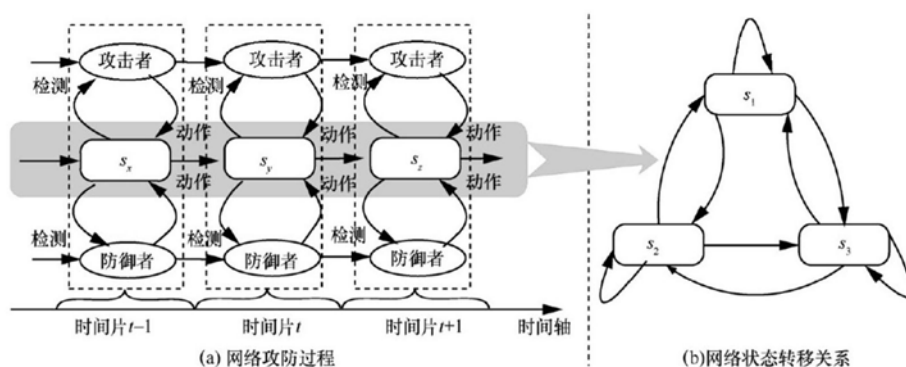 攻击者 攻击者 攻击者
检测 检测 检测
s₁
动作 动作 动作
sₓ s_y s_z
动作 动作 动作
s₂ s₃
检测 检测 检测
防御者 防御者 防御者
时间片t−1 时间片t 时间片t+1 时间轴
(a) 网络攻防过程 (b)网络状态转移关系